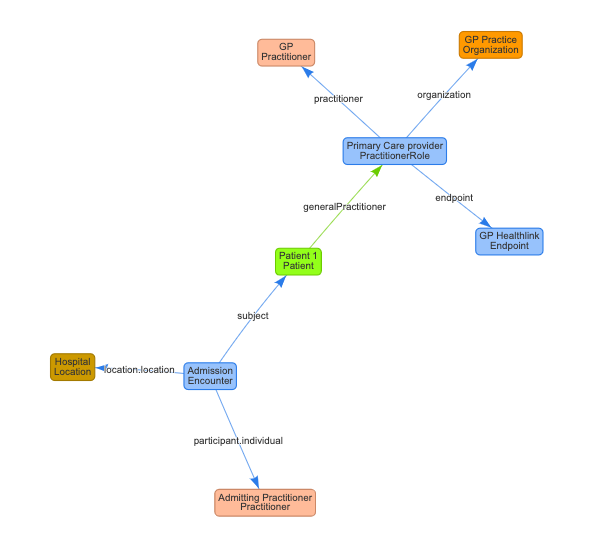 GP
Practitioner
GP Practice
Organization
practitioner
organization
Primary Care provider
PractitionerRole
endpoint
generalPractitioner
GP Healthlink
Endpoint
Patient 1
Patient
subject
Hospital
Location
location.location
Admission
Encounter
participant.individual
Admitting Practitioner
Practitioner